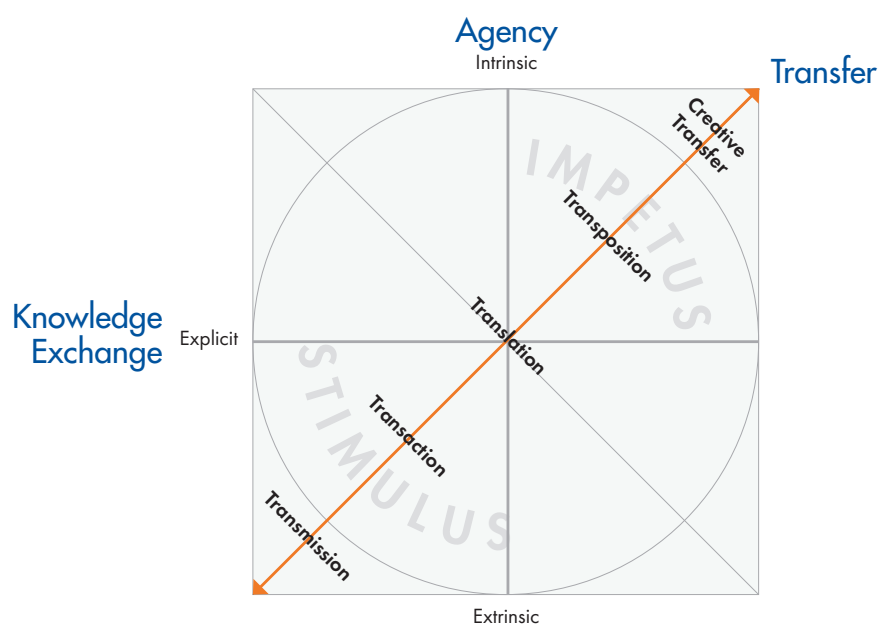 Agency
Intrinsic
Transfer
Creative
Transfer
IMPETUS
Transposition
Knowledge
Exchange
Explicit
Translation
STIMULUS
Transaction
Transmission
Extrinsic